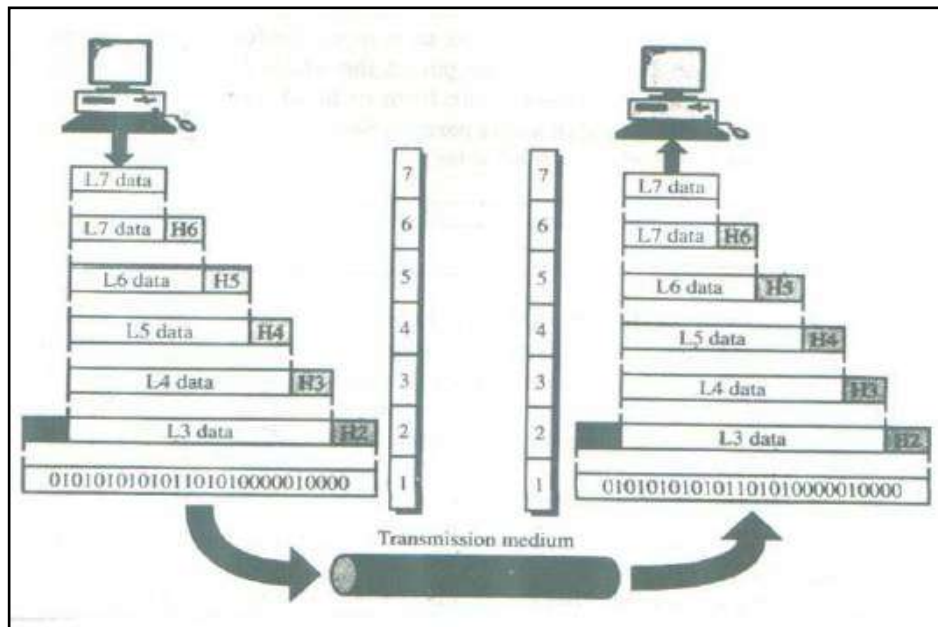 L7 data
L7 data H6
L6 data H5
L5 data H4
L4 data H3
L3 data H2
010101010101101010000010000
7
6
5
4
3
2
1
7
6
5
4
3
2
1
L7 data
L7 data H6
L6 data H5
L5 data H4
L4 data H3
L3 data H2
010101010101101010000010000
Transmission medium